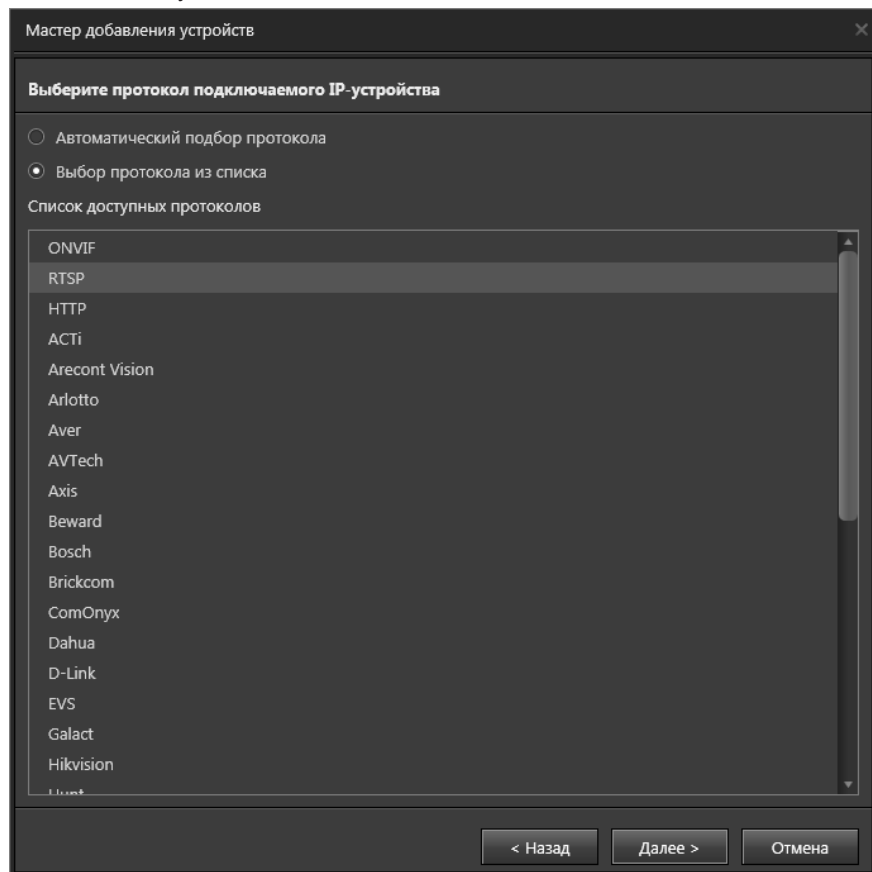 Мастер добавления устройств
Выберите протокол подключаемого IP-устройства
Автоматический подбор протокола
Выбор протокола из списка
Список доступных протоколов
ONVIF
RTSP
HTTP
ACTi
Arecont Vision
Arlotto
Aver
AVTech
Axis
Beward
Bosch
Brickcom
ComOnyx
Dahua
D-Link
EVS
Galact
Hikvision
< Назад
Далее >
Отмена